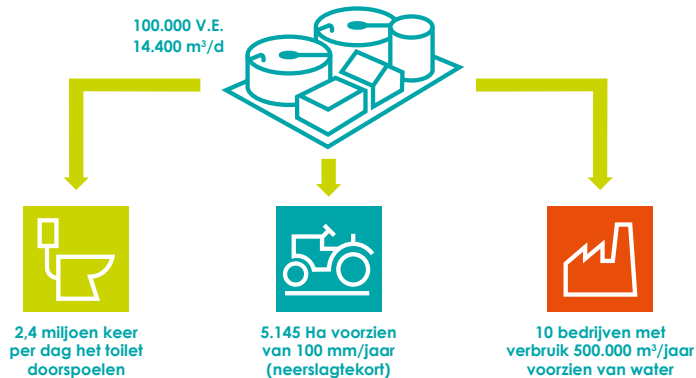 100.000 V.E.
14.400 m³/d
2,4 miljoen keer
per dag het toilet
doorspoelen
5.145 Ha voorzien
van 100 mm/jaar
(neerslagtekort)
10 bedrijven met
verbruik 500.000 m³/jaar
voorzien van water